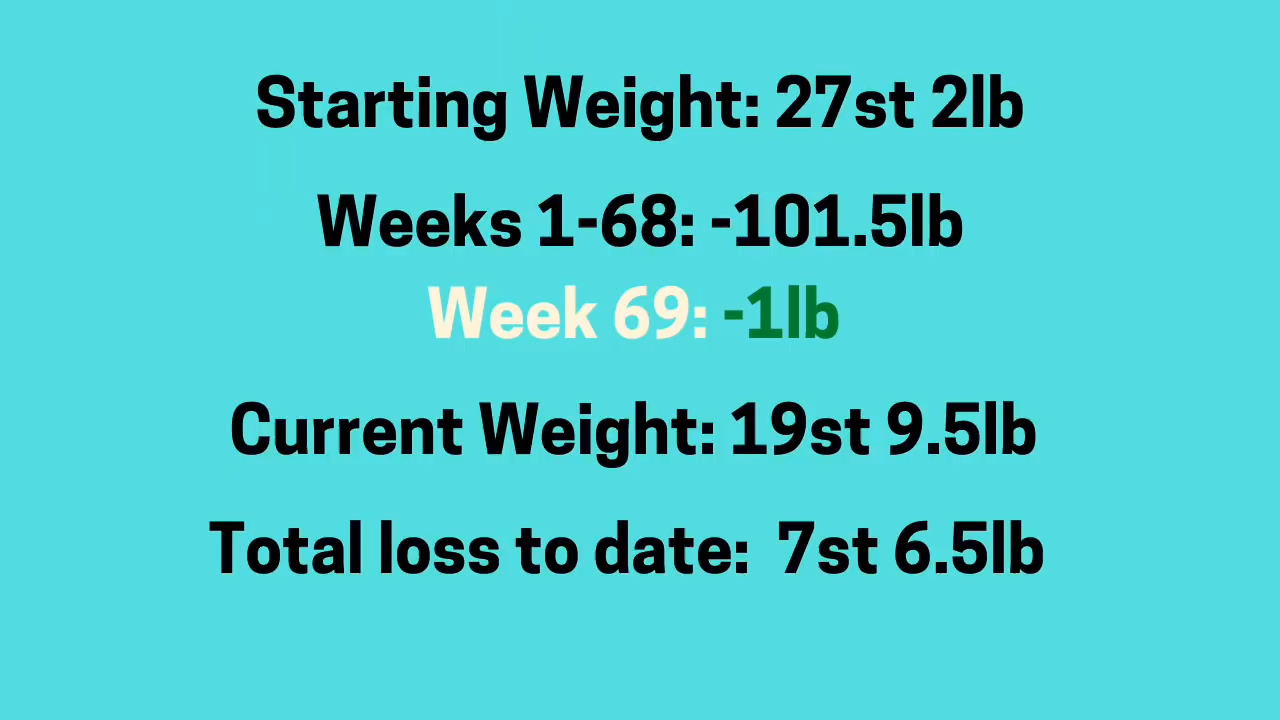 Starting Weight: 27st 2lb
Weeks 1-68: -101.5lb
Week 69: -1lb
Current Weight: 19st 9.5lb
Total loss to date: 7st 6.5lb